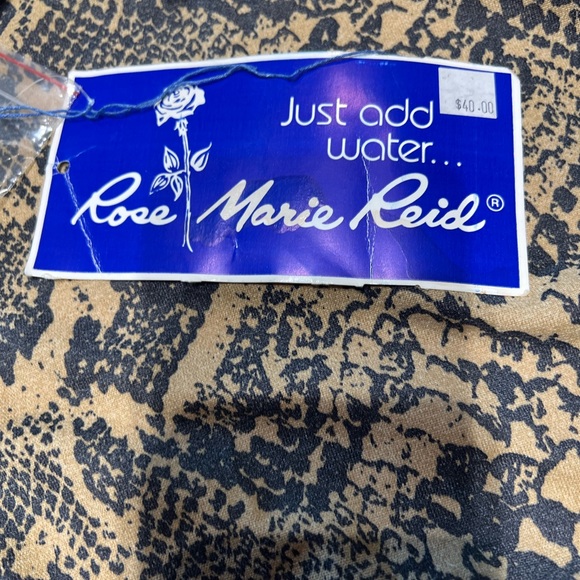 Just add
water...
$40.00
Rose Marie Reid®